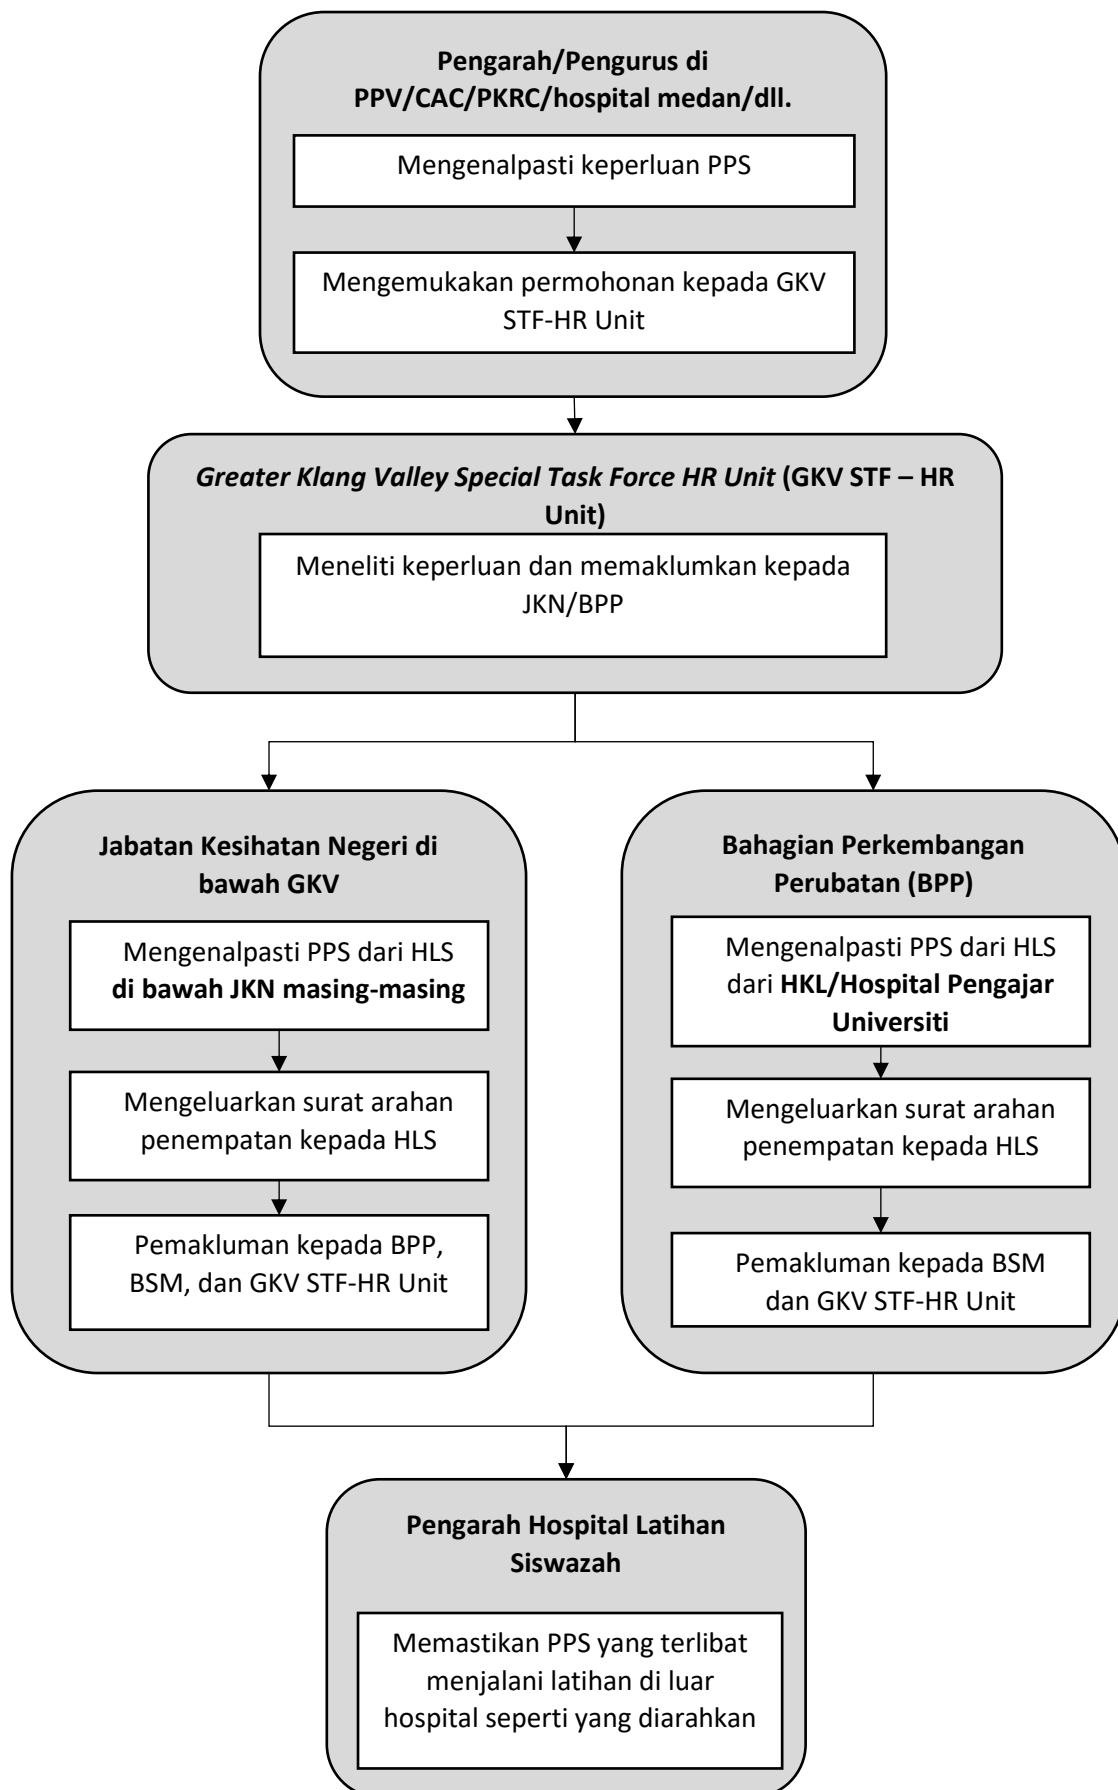 Pengarah/Pengurus di
PPV/CAC/PKRC/hospital medan/dll.
Mengenalpasti keperluan PPS
Mengemukakan permohonan kepada GKV
STF-HR Unit
Greater Klang Valley Special Task Force HR Unit (GKV STF – HR
Unit)
Meneliti keperluan dan memaklumkan kepada
JKN/BPP
Jabatan Kesihatan Negeri di
bawah GKV
Mengenalpasti PPS dari HLS
di bawah JKN masing-masing
Mengeluarkan surat arahan
penempatan kepada HLS
Pemakluman kepada BPP,
BSM, dan GKV STF-HR Unit
Bahagian Perkembangan
Perubatan (BPP)
Mengenalpasti PPS dari HLS
dari HKL/Hospital Pengajar
Universiti
Mengeluarkan surat arahan
penempatan kepada HLS
Pemakluman kepada BSM
dan GKV STF-HR Unit
Pengarah Hospital Latihan
Siswazah
Memastikan PPS yang terlibat
menjalani latihan di luar
hospital seperti yang diarahkan